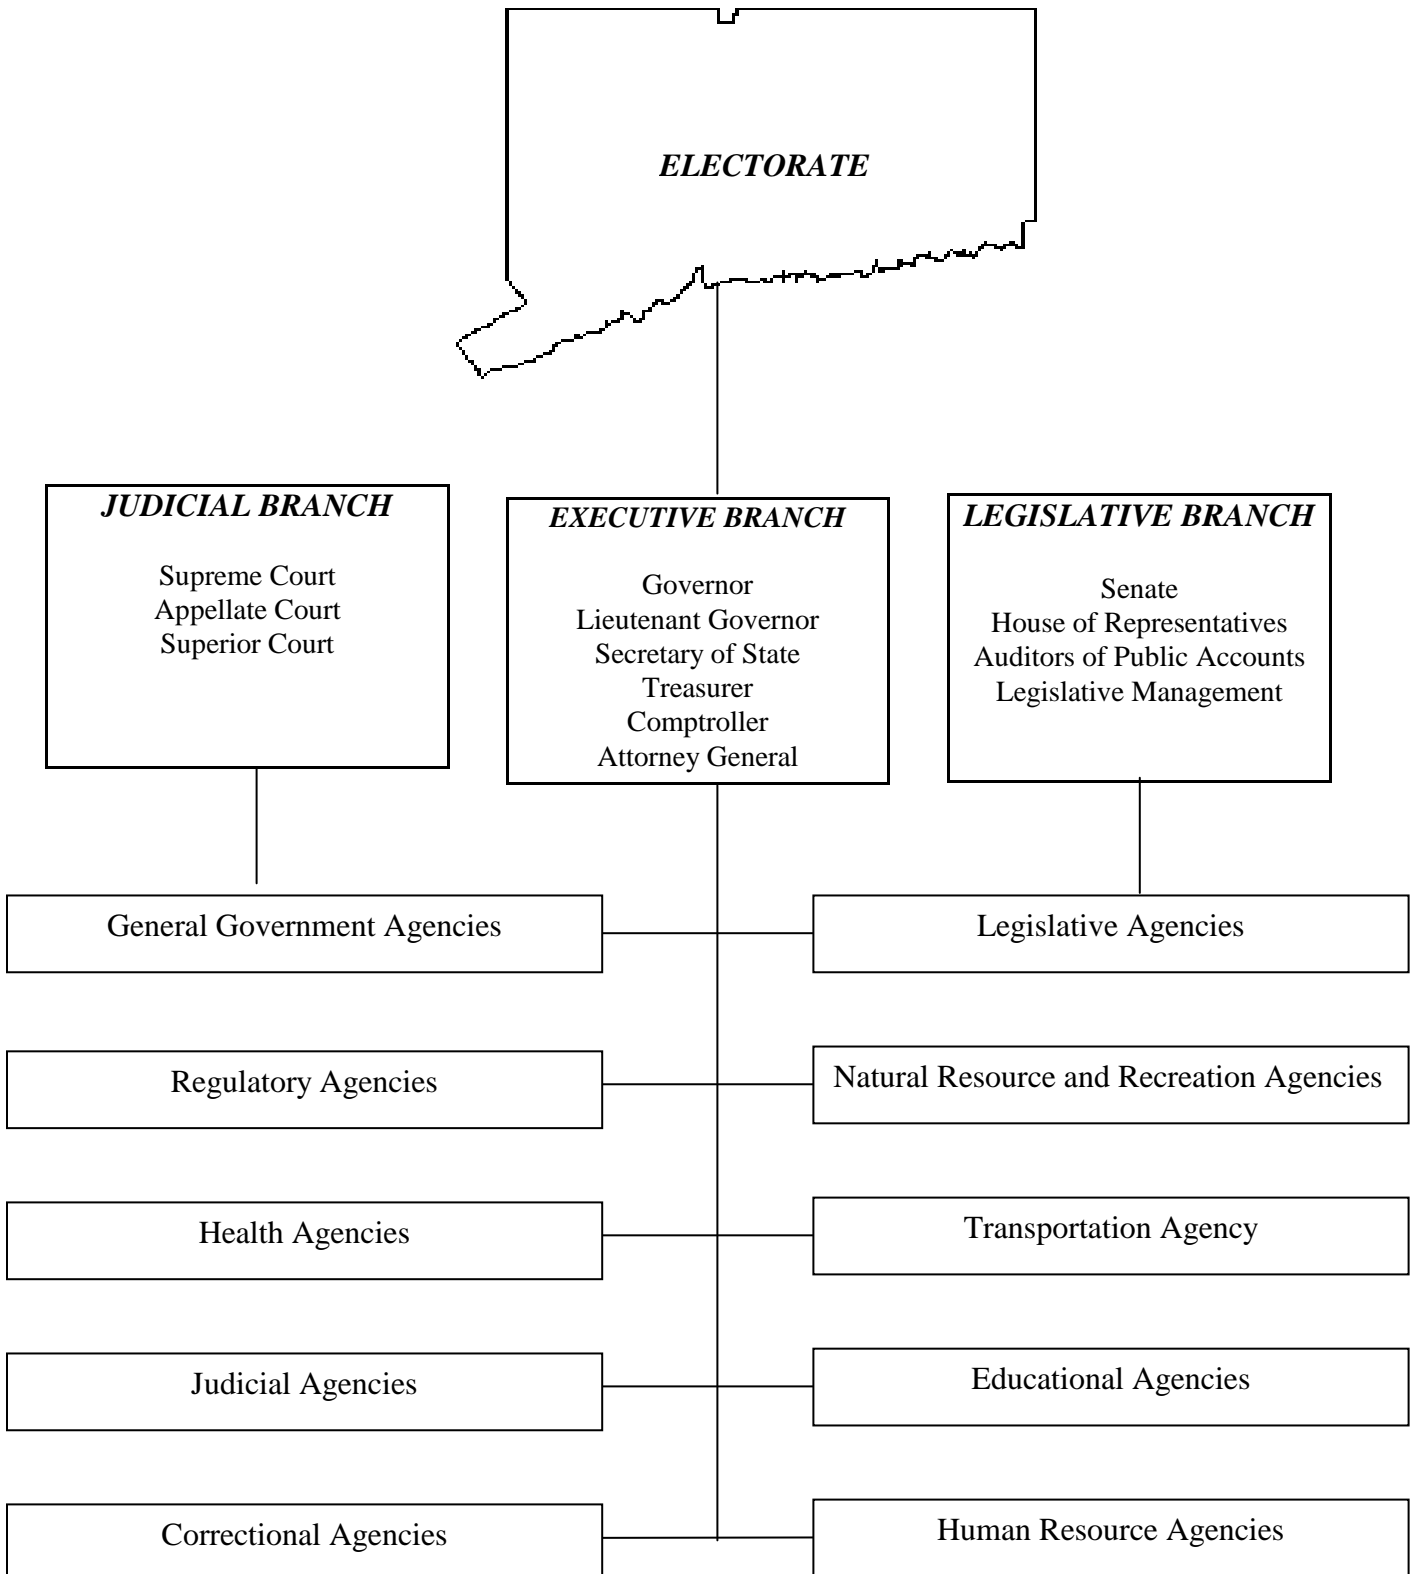 ELECTORATE
JUDICIAL BRANCH
Supreme Court
Appellate Court
Superior Court
EXECUTIVE BRANCH
Governor
Lieutenant Governor
Secretary of State
Treasurer
Comptroller
Attorney General
LEGISLATIVE BRANCH
Senate
House of Representatives
Auditors of Public Accounts
Legislative Management
General Government Agencies
Legislative Agencies
Regulatory Agencies
Natural Resource and Recreation Agencies
Health Agencies
Transportation Agency
Judicial Agencies
Educational Agencies
Correctional Agencies
Human Resource Agencies